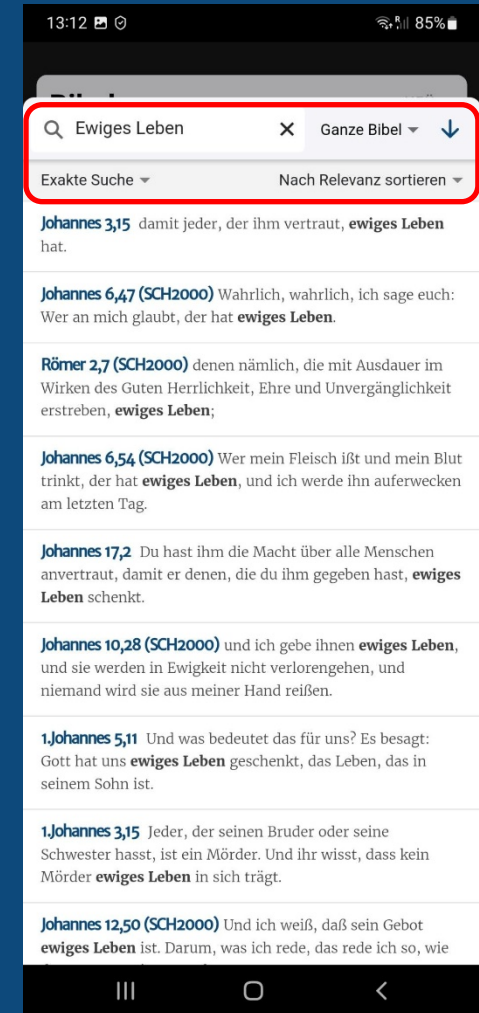 13:12 85%
Ewiges Leben Ganze Bibel
Exakte Suche Nach Relevanz sortieren
Johannes 3,15 damit jeder, der ihm vertraut, ewiges Leben
hat.
Johannes 6,47 (SCH2000) Wahrlich, wahrlich, ich sage euch:
Wer an mich glaubt, der hat ewiges Leben.
Römer 2,7 (SCH2000) denen nämlich, die mit Ausdauer im
Wirken des Guten Herrlichkeit, Ehre und Unvergänglichkeit
erstreben, ewiges Leben;
Johannes 6,54 (SCH2000) Wer mein Fleisch ißt und mein Blut
trinkt, der hat ewiges Leben, und ich werde ihn auferwecken
am letzten Tag.
Johannes 17,2 Du hast ihm die Macht über alle Menschen
anvertraut, damit er denen, die du ihm gegeben hast, ewiges
Leben schenkt.
Johannes 10,28 (SCH2000) und ich gebe ihnen ewiges Leben,
und sie werden in Ewigkeit nicht verlorengehen, und
niemand wird sie aus meiner Hand reißen.
1.Johannes 5,11 Und was bedeutet das für uns? Es besagt:
Gott hat uns ewiges Leben geschenkt, das Leben, das in
seinem Sohn ist.
1.Johannes 3,15 Jeder, der seinen Bruder oder seine
Schwester hasst, ist ein Mörder. Und ihr wisst, dass kein
Mörder ewiges Leben in sich trägt.
Johannes 12,50 (SCH2000) Und ich weiß, daß sein Gebot
ewiges Leben ist. Darum, was ich rede, das rede ich so, wie